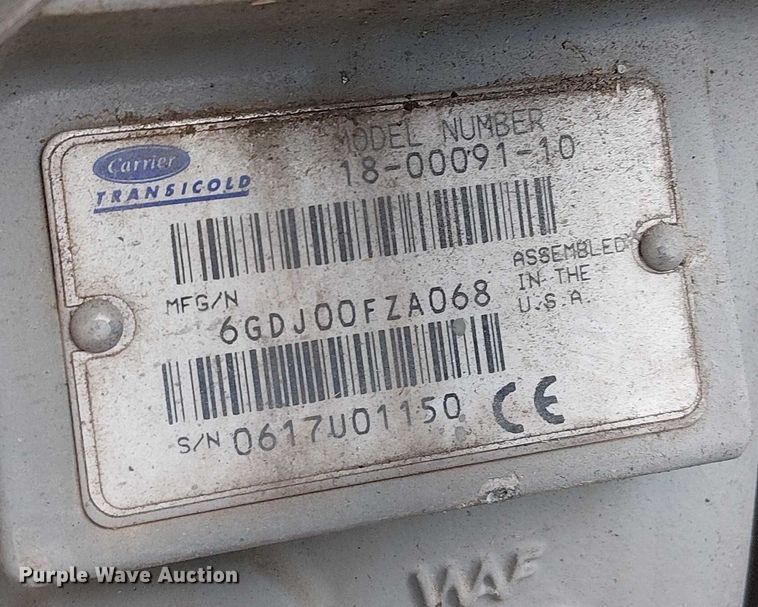 Carrier
TRANSICOLD
MODEL NUMBER
18-00091-10
MFG/N
6GDJ00FZA068
ASSEMBLED
IN THE
U.S.A.
S/N 0617U01150
CE
Purple Wave Auction